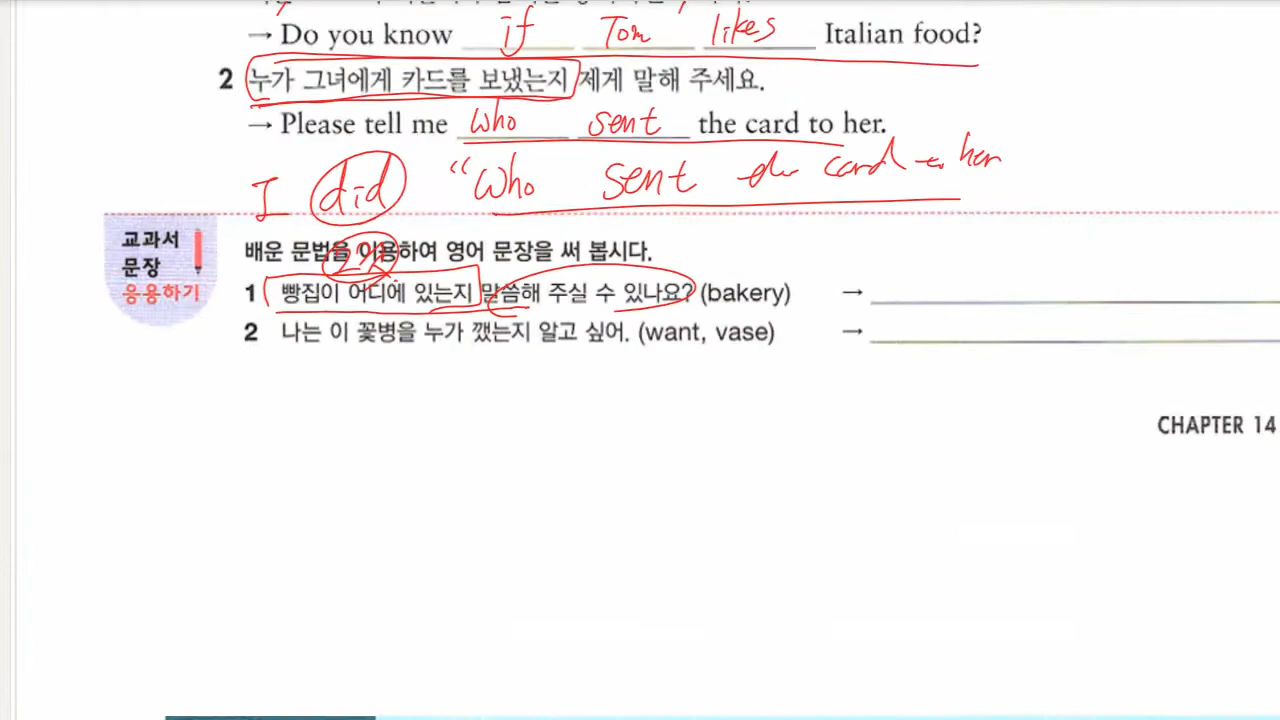 → Do you know if Tom likes Italian food?
2 누가 그녀에게 카드를 보냈는지 제게 말해 주세요.
→ Please tell me who sent the card to her.
I did "who sent the card to her
교과서 문장 응용하기
배운 문법을 이용하여 영어 문장을 써 봅시다.
1 빵집이 어디에 있는지 말씀해 주실 수 있나요? (bakery) →
2 나는 이 꽃병을 누가 깼는지 알고 싶어. (want, vase) →
CHAPTER 14